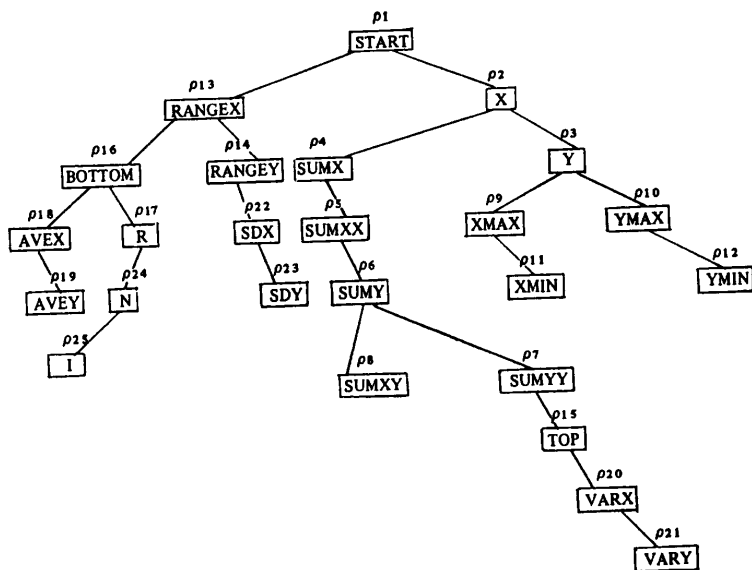 ρ1
START
ρ13
RANGEX
ρ2
X
ρ16
BOTTOM
ρ14
RANGEY
ρ4
SUMX
ρ3
Y
ρ18
AVEX
ρ17
R
ρ22
SDX
ρ5
SUMXX
ρ9
XMAX
ρ10
YMAX
ρ19
AVEY
ρ24
N
ρ23
SDY
ρ6
SUMY
ρ11
XMIN
ρ12
YMIN
ρ25
I
ρ8
SUMXY
ρ7
SUMYY
ρ15
TOP
ρ20
VARX
ρ21
VARY